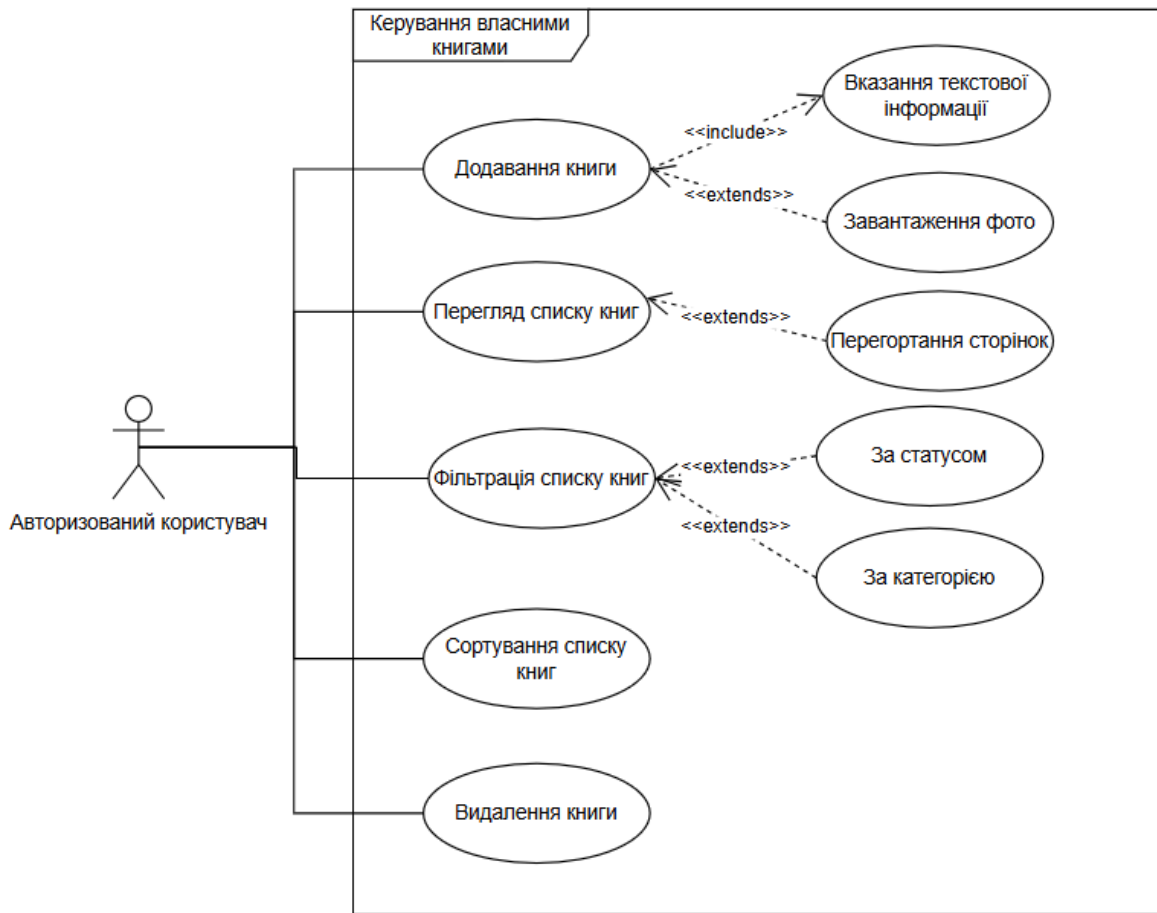 Керування власними
книгами
Вказання текстової
інформації
<<include>>
Додавання книги
<<extends>>
Завантаження фото
Перегляд списку книг
<<extends>>
Перегортання сторінок
Фільтрація списку книг
<<extends>>
За статусом
<<extends>>
За категорією
Авторизований користувач
Сортування списку
книг
Видалення книги